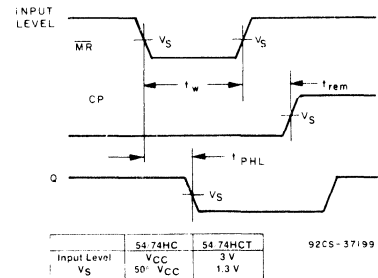 INPUT
LEVEL
MR
VS
VS
tw
trem
CP
VS
tPHL
Q
VS
92CS-37199
54/74HC 54/74HCT
Input Level VCC 3 V
VS 50% VCC 1.3 V